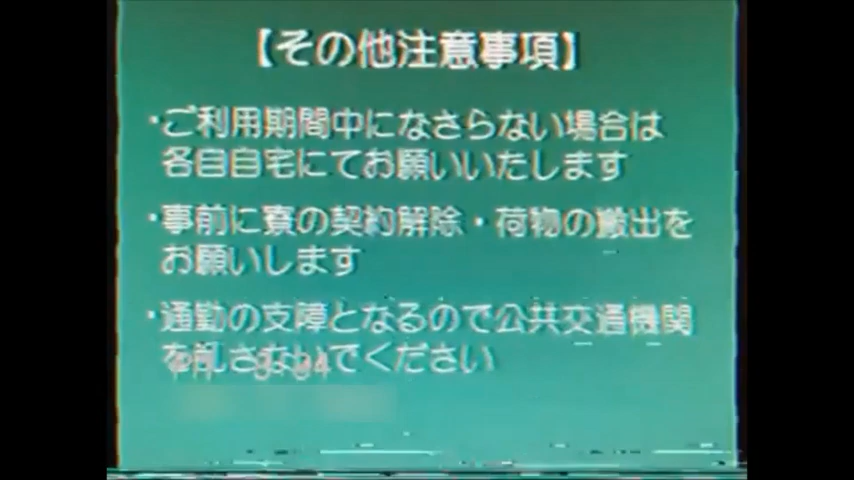 【その他注意事項】
・ご利用期間中になさらない場合は
各自自宅にてお願いいたします
・事前に寮の契約解除・荷物の搬出を
お願いします
・通勤の支障となるので公共交通機関
を乱さないでください